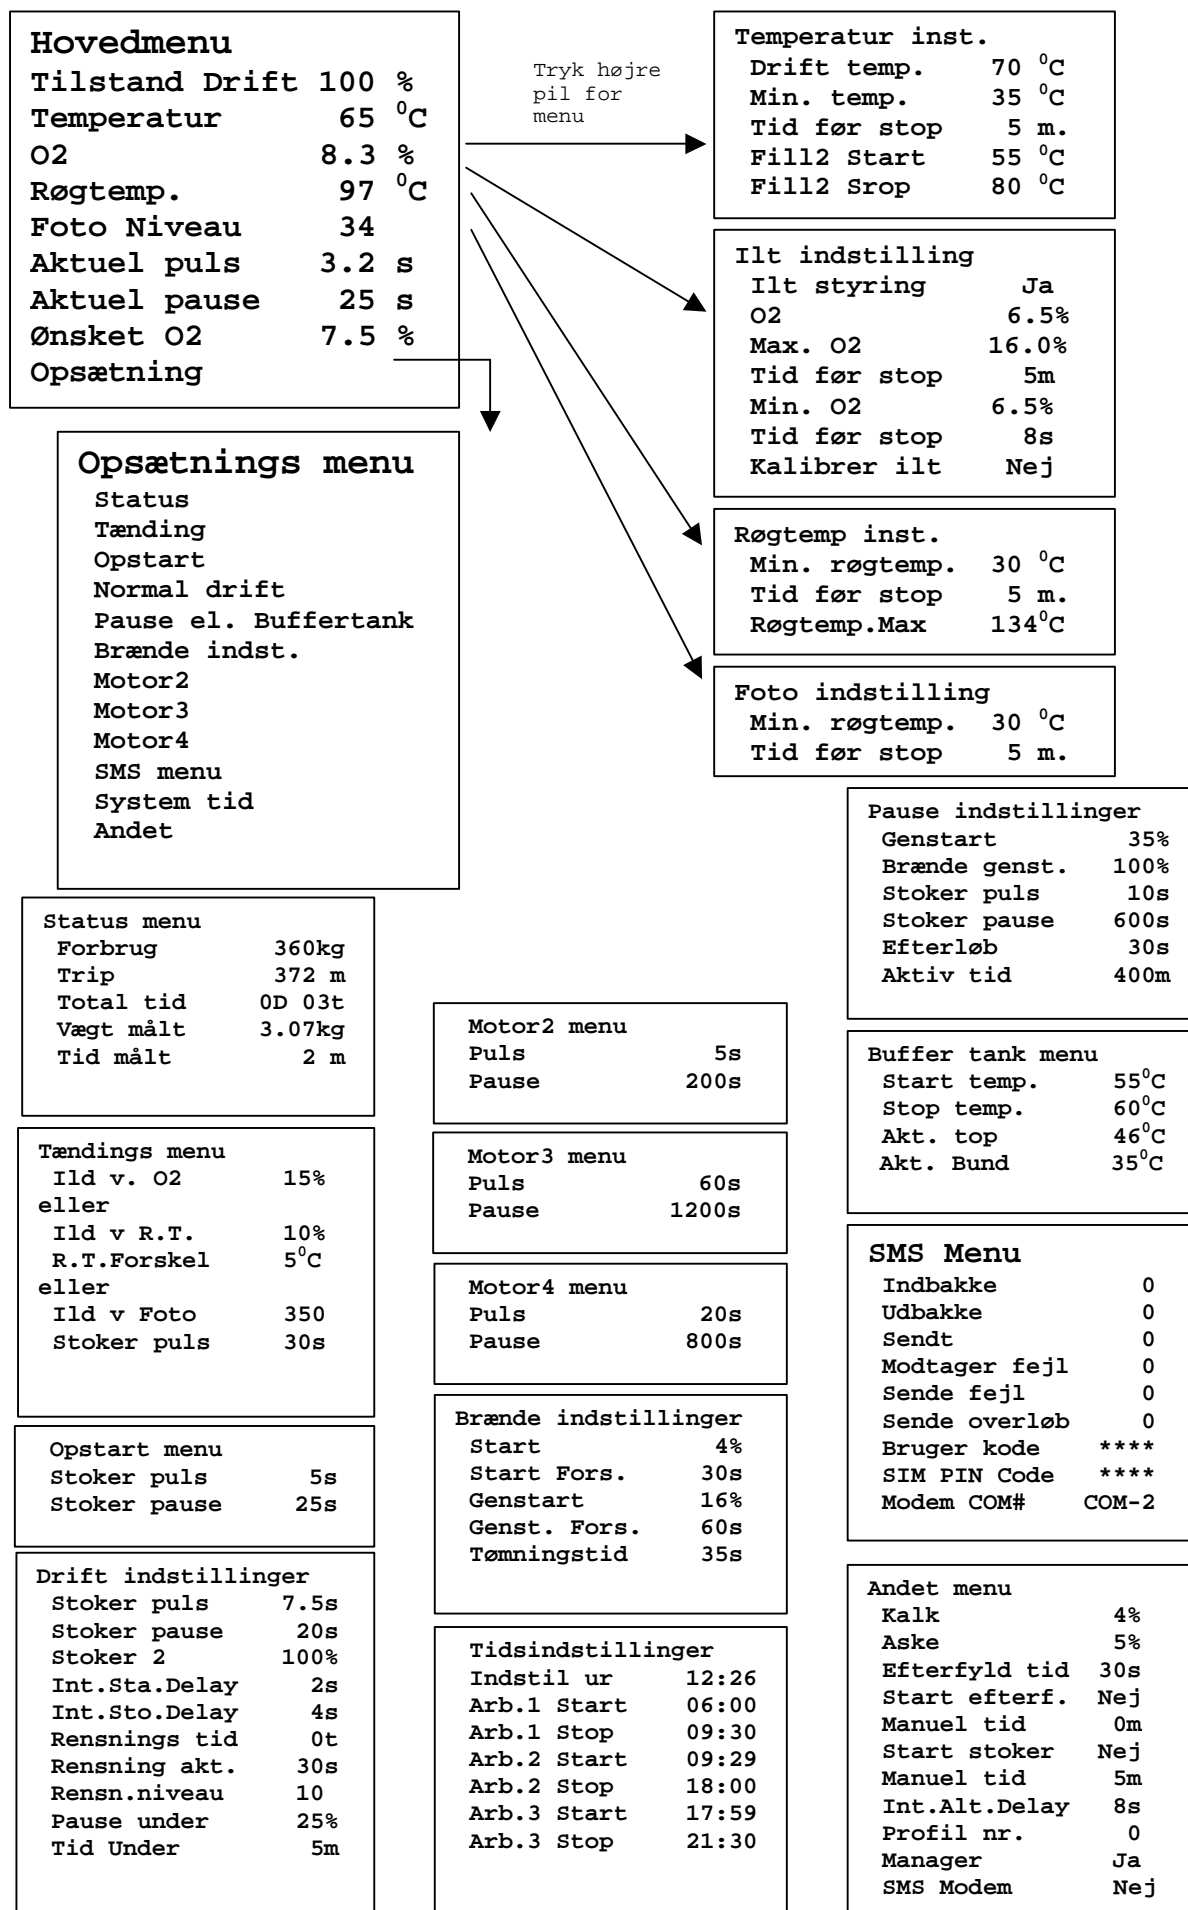 Hovedmenu
Tilstand Drift 100 %
Temperatur 65 ⁰C
O2 8.3 %
Røgtemp. 97 ⁰C
Foto Niveau 34
Aktuel puls 3.2 s
Aktuel pause 25 s
Ønsket O2 7.5 %
Opsætning
Tryk højre
pil for
menu
Temperatur inst.
Drift temp. 70 ⁰C
Min. temp. 35 ⁰C
Tid før stop 5 m.
Fill2 Start 55 ⁰C
Fill2 Srop 80 ⁰C
Ilt indstilling
Ilt styring Ja
O2 6.5%
Max. O2 16.0%
Tid før stop 5m
Min. O2 6.5%
Tid før stop 8s
Kalibrer ilt Nej
Røgtemp inst.
Min. røgtemp. 30 ⁰C
Tid før stop 5 m.
Røgtemp.Max 134⁰C
Foto indstilling
Min. røgtemp. 30 ⁰C
Tid før stop 5 m.
Opsætnings menu
Status
Tænding
Opstart
Normal drift
Pause el. Buffertank
Brænde indst.
Motor2
Motor3
Motor4
SMS menu
System tid
Andet
Status menu
Forbrug 360kg
Trip 372 m
Total tid 0D 03t
Vægt målt 3.07kg
Tid målt 2 m
Tændings menu
Ild v. O2 15%
eller
Ild v R.T. 10%
R.T.Forskel 5⁰C
eller
Ild v Foto 350
Stoker puls 30s
Opstart menu
Stoker puls 5s
Stoker pause 25s
Drift indstillinger
Stoker puls 7.5s
Stoker pause 20s
Stoker 2 100%
Int.Sta.Delay 2s
Int.Sto.Delay 4s
Rensnings tid 0t
Rensning akt. 30s
Rensn.niveau 10
Pause under 25%
Tid Under 5m
Motor2 menu
Puls 5s
Pause 200s
Motor3 menu
Puls 60s
Pause 1200s
Motor4 menu
Puls 20s
Pause 800s
Brænde indstillinger
Start 4%
Start Fors. 30s
Genstart 16%
Genst. Fors. 60s
Tømningstid 35s
Tidsindstillinger
Indstil ur 12:26
Arb.1 Start 06:00
Arb.1 Stop 09:30
Arb.2 Start 09:29
Arb.2 Stop 18:00
Arb.3 Start 17:59
Arb.3 Stop 21:30
Pause indstillinger
Genstart 35%
Brænde genst. 100%
Stoker puls 10s
Stoker pause 600s
Efterløb 30s
Aktiv tid 400m
Buffer tank menu
Start temp. 55⁰C
Stop temp. 60⁰C
Akt. top 46⁰C
Akt. Bund 35⁰C
SMS Menu
Indbakke 0
Udbakke 0
Sendt 0
Modtager fejl 0
Sende fejl 0
Sende overløb 0
Bruger kode ****
SIM PIN Code ****
Modem COM# COM-2
Andet menu
Kalk 4%
Aske 5%
Efterfyld tid 30s
Start efterf. Nej
Manuel tid 0m
Start stoker Nej
Manuel tid 5m
Int.Alt.Delay 8s
Profil nr. 0
Manager Ja
SMS Modem Nej